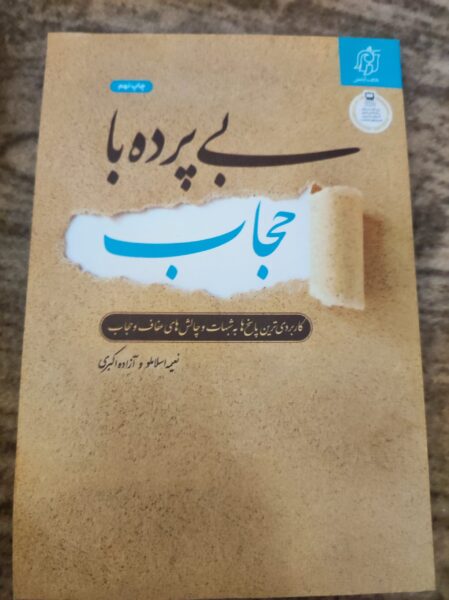 چاپ نهم
بی پرده با
حجاب
کاربردی ترین پاسخ ها به شبهات و چالش های عفاف و حجاب
نعیمه اسلاملو و آزاده اکبری